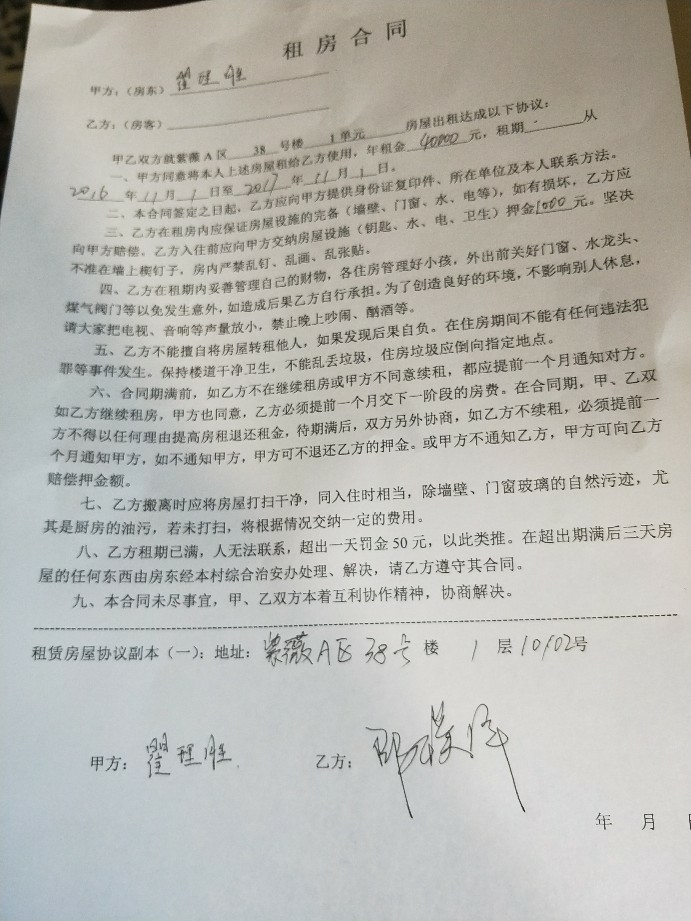 租房合同
甲方：（房东）翟理胜
乙方：（房客）
甲乙双方就紫薇A区 38 号楼 1单元 房屋出租达成以下协议：
一、甲方同意将本人上述房屋租给乙方使用，年租金 40000 元，租期 从
2016 年 11 月 1 日至 2017 年 11 月 1 日。
二、本合同签定之日起，乙方应向甲方提供身份证复印件、所在单位及本人联系方法。
三、乙方在租房内应保证房屋设施的完备（墙壁、门窗、水、电等），如有损坏，乙方应
向甲方赔偿。乙方入住前应向甲方交纳房屋设施（钥匙、水、电、卫生）押金1000元。坚决
不准在墙上楔钉子，房内严禁乱钉、乱画、乱张贴。
四、乙方在租期内妥善管理自己的财物，各住房管理好小孩，外出前关好门窗、水龙头、
煤气阀门等以免发生意外，如造成后果乙方自行承担。为了创造良好的环境，不影响别人休息，
请大家把电视、音响等声量放小，禁止晚上吵闹、酗酒等。
五、乙方不能擅自将房屋转租他人，如果发现后果自负。在住房期间不能有任何违法犯
罪等事件发生。保持楼道干净卫生，不能乱丢垃圾，住房垃圾应倒向指定地点。
六、合同期满前，如乙方不在继续租房或甲方不同意续租，都应提前一个月通知对方。
如乙方继续租房，甲方也同意，乙方必须提前一个月交下一阶段的房费。在合同期，甲、乙双
方不得以任何理由提高房租退还租金，待期满后，双方另外协商，如乙方不续租，必须提前一
个月通知甲方，如不通知甲方，甲方可不退还乙方的押金。或甲方不通知乙方，甲方可向乙方
赔偿押金额。
七、乙方搬离时应将房屋打扫干净，同入住时相当，除墙壁、门窗玻璃的自然污迹，尤
其是厨房的油污，若未打扫，将根据情况交纳一定的费用。
八、乙方租期已满，人无法联系，超出一天罚金50元，以此类推。在超出期满后三天房
屋的任何东西由房东经本村综合治安办处理、解决，请乙方遵守其合同。
九、本合同未尽事宜，甲、乙双方本着互利协作精神，协商解决。
租赁房屋协议副本（一）：地址：紫薇A区38号 楼 1 层10102号
甲方：翟理胜 乙方：
年 月